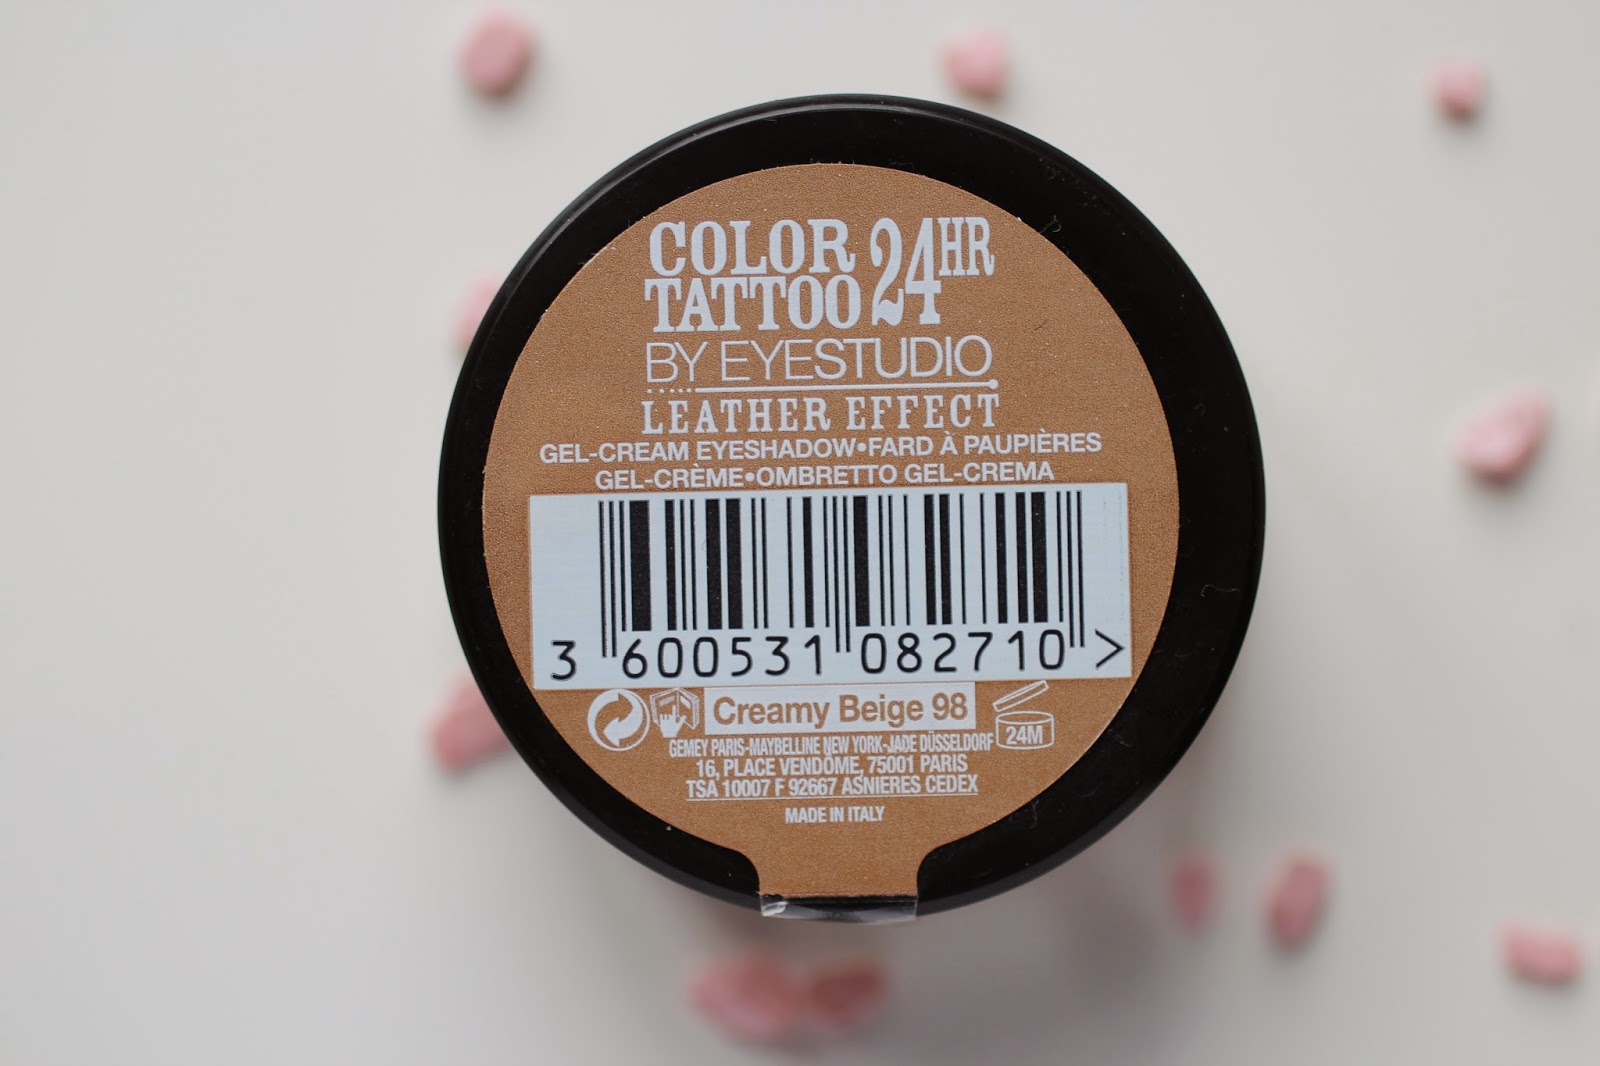 COLOR 24HR
TATTOO
BY EYESTUDIO
LEATHER EFFECT
GEL-CREAM EYESHADOW•FARD À PAUPIÈRES
GEL-CRÈME•OMBRETTO GEL-CREMA
3 600531 082710 >
Creamy Beige 98
24M
GEMEY PARIS-MAYBELLINE NEW YORK-JADE DÜSSELDORF
16, PLACE VENDÔME, 75001 PARIS
TSA 10007 F 92667 ASNIERES CEDEX
MADE IN ITALY